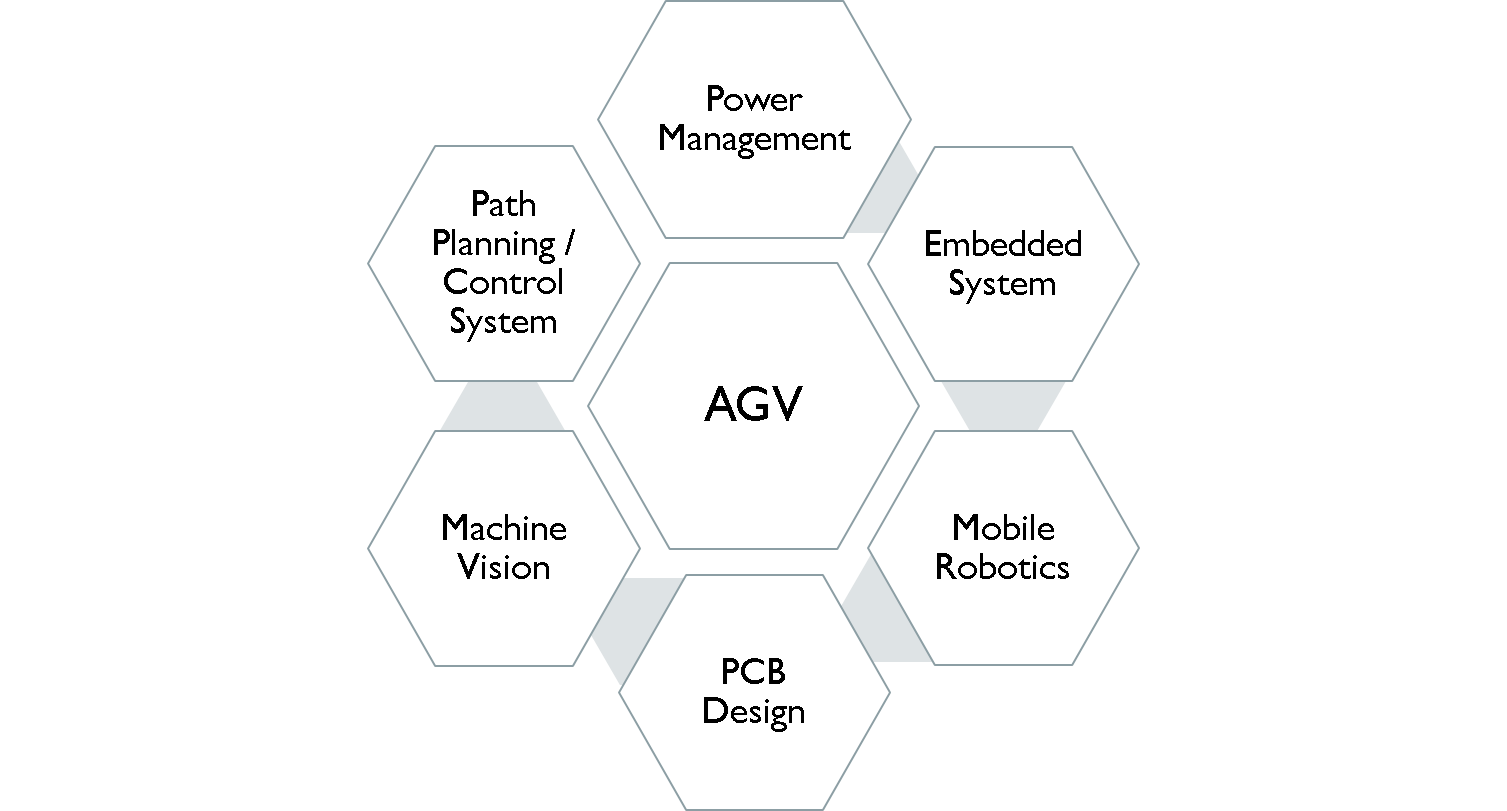 Power
Management
Path
Planning /
Control
System
Embedded
System
AGV
Machine
Vision
Mobile
Robotics
PCB
Design